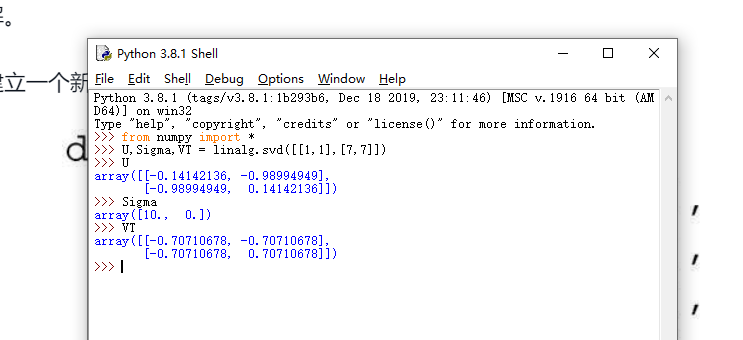 解。
建立一个新
d
Python 3.8.1 Shell
File Edit Shell Debug Options Window Help
Python 3.8.1 (tags/v3.8.1:1b293b6, Dec 18 2019, 23:11:46) [MSC v.1916 64 bit (AM
D64)] on win32
Type "help", "copyright", "credits" or "license()" for more information.
>>> from numpy import *
>>> U,Sigma,VT = linalg.svd([[1,1],[7,7]])
>>> U
array([[-0.14142136, -0.98994949],
       [-0.98994949,  0.14142136]])
>>> Sigma
array([10.,  0.])
>>> VT
array([[-0.70710678, -0.70710678],
       [-0.70710678,  0.70710678]])
>>>
,
,
,